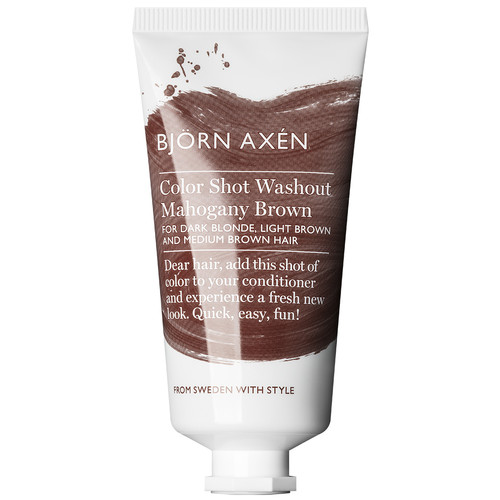 BJÖRN AXÉN
Color Shot Washout
Mahogany Brown
FOR DARK BLONDE, LIGHT BROWN
AND MEDIUM BROWN HAIR
Dear hair, add this shot of
color to your conditioner
and experience a fresh new
look. Quick, easy, fun!
FROM SWEDEN WITH STYLE